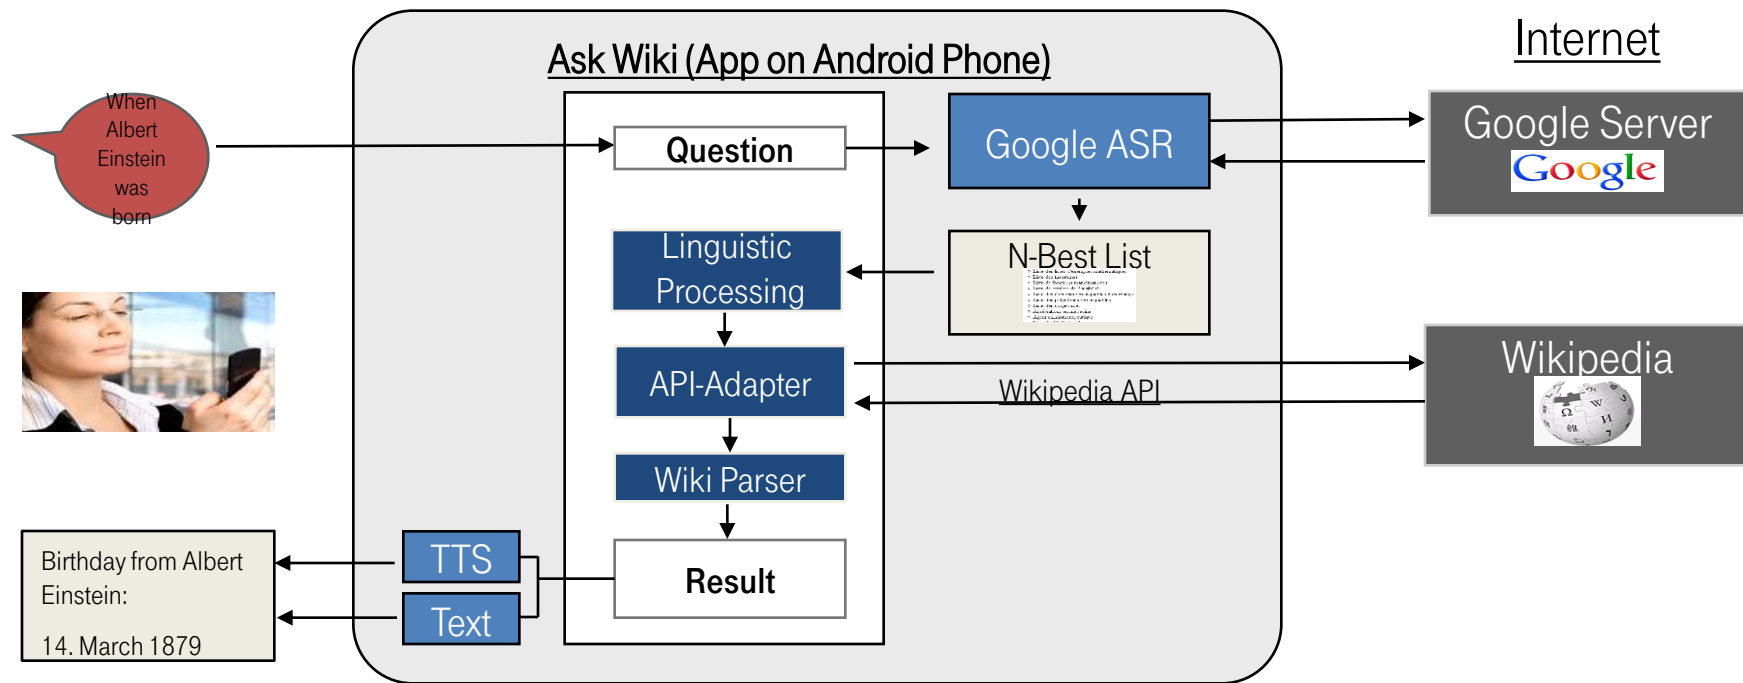 Ask Wiki (App on Android Phone)
Internet
When
Albert
Einstein
was
born
Question
Google ASR
Google Server
Google
Linguistic
Processing
N-Best List
API-Adapter
Wikipedia API
Wikipedia
W
Ω
И
Wiki Parser
TTS
Text
Result
Birthday from Albert
Einstein:
14. March 1879